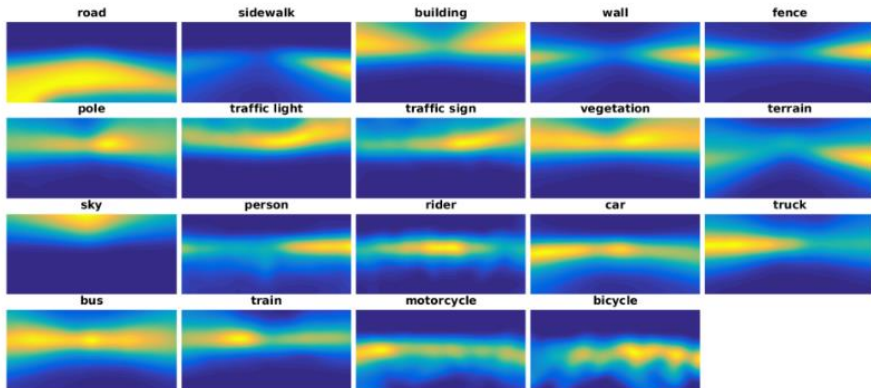 road sidewalk building wall fence
pole traffic light traffic sign vegetation terrain
sky person rider car truck
bus train motorcycle bicycle